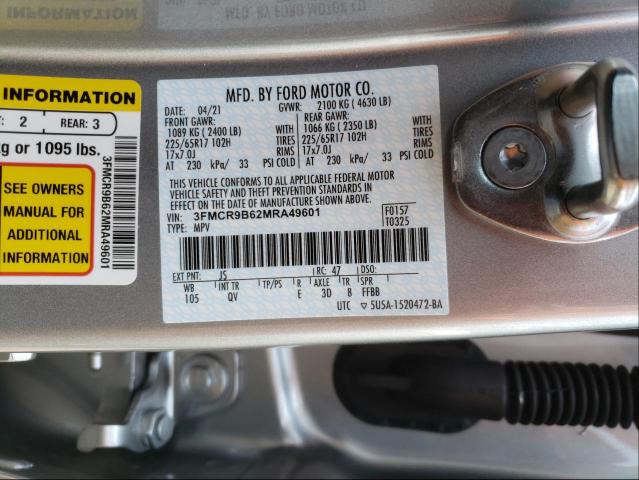 INFORMATION
MFD. BY FORD MOTOR
INFORMATION
2 REAR: 3
kg or 1095 lbs.
SEE OWNERS
MANUAL FOR
ADDITIONAL
INFORMATION
3FMCR9B62MRA49601
MFD. BY FORD MOTOR CO.
DATE: 04/21 GVWR: 2100 KG ( 4630 LB)
FRONT GAWR: REAR GAWR:
1089 KG ( 2400 LB) WITH 1066 KG ( 2350 LB) WITH
225/65R17 102H TIRES 225/65R17 102H TIRES
17x7.0J RIMS 17x7.0J RIMS
AT 230 kPa/ 33 PSI COLD AT 230 kPa/ 33 PSI COLD
THIS VEHICLE CONFORMS TO ALL APPLICABLE FEDERAL MOTOR
VEHICLE SAFETY AND THEFT PREVENTION STANDARDS IN
EFFECT ON THE DATE OF MANUFACTURE SHOWN ABOVE.
VIN: 3FMCR9B62MRA49601 F0157
TYPE: MPV T0325
EXT PNT: JS RC: 47 DSO:
WB INT TR TP/PS R AXLE TR SPR
105 QV E 3D 8 FFBB
UTC 5U5A-1520472-BA